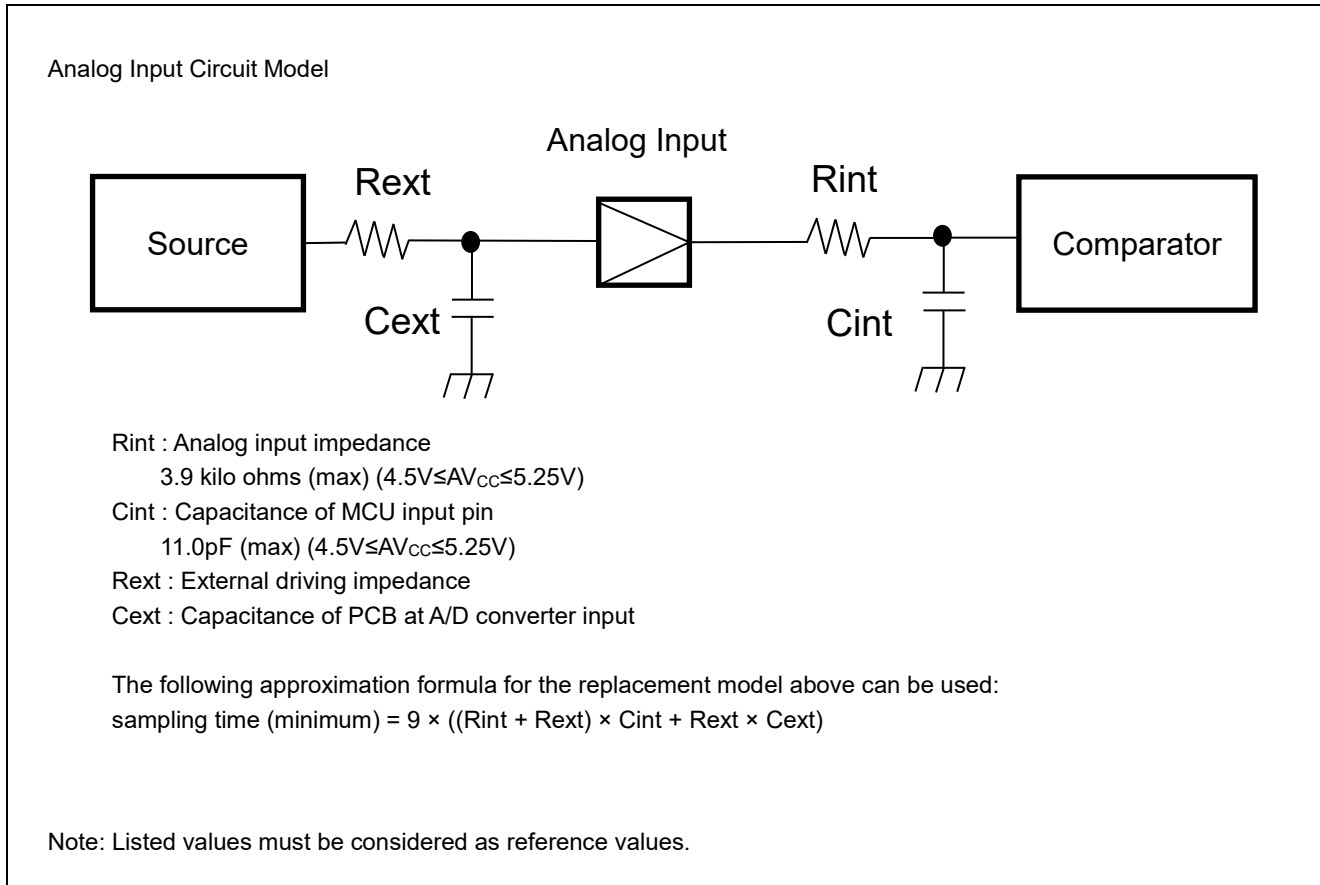 Analog Input Circuit Model
Analog Input
Rext
Rint
Source
Comparator
Cext
Cint
Rint : Analog input impedance
3.9 kilo ohms (max) (4.5V≤AVCC≤5.25V)
Cint : Capacitance of MCU input pin
11.0pF (max) (4.5V≤AVCC≤5.25V)
Rext : External driving impedance
Cext : Capacitance of PCB at A/D converter input
The following approximation formula for the replacement model above can be used:
sampling time (minimum) = 9 × ((Rint + Rext) × Cint + Rext × Cext)
Note: Listed values must be considered as reference values.